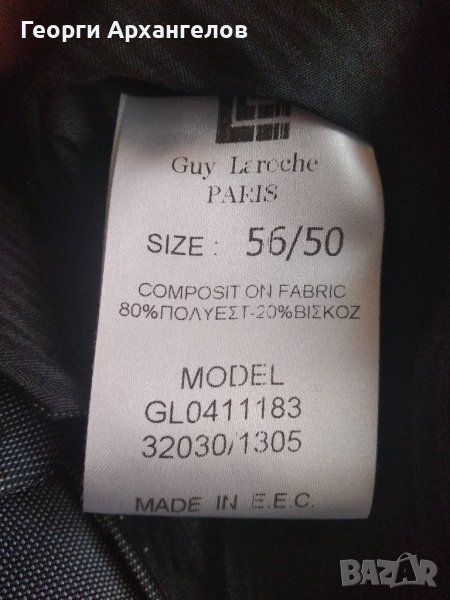 Георги Архангелов
Guy Laroche
PARIS
SIZE : 56/50
COMPOSIT ON FABRIC
80%ΠΟΛΥΕΣΤ-20%ΒΙΣΚΟΖ
MODEL
GL0411183
32030/1305
MADE IN E.E.C.
BAZAR